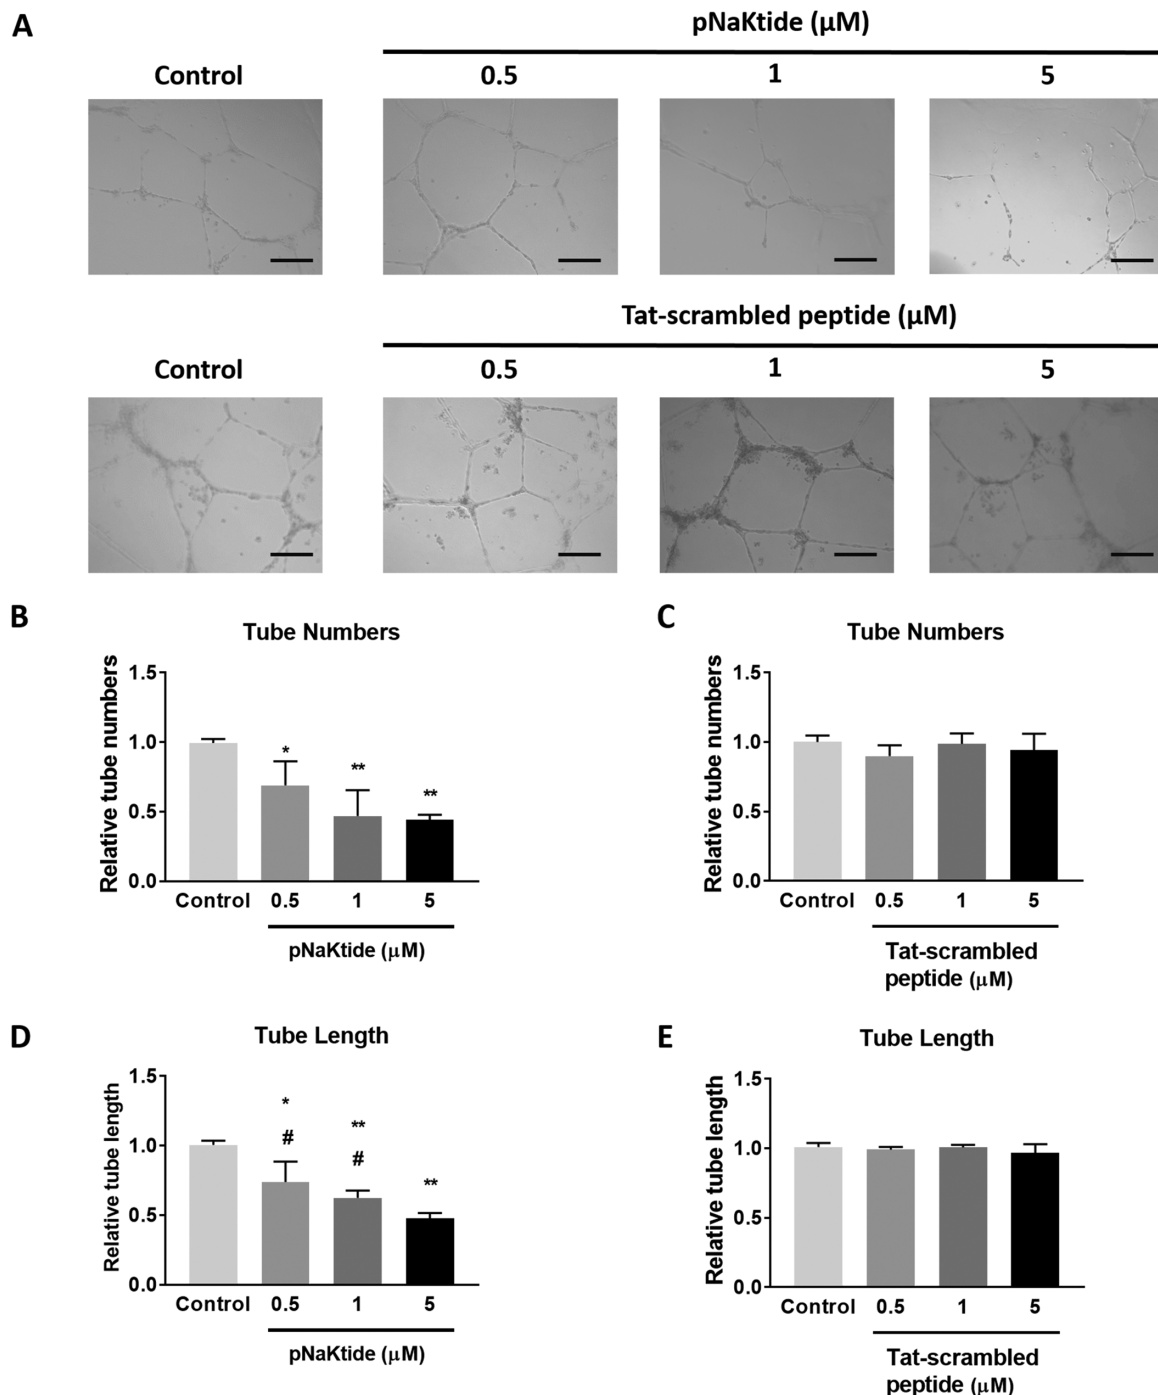 A
pNaKtide (μM)
Control
0.5
1
5
Tat-scrambled peptide (μM)
Control
0.5
1
5
B
Tube Numbers
Relative tube numbers
1.5
1.0
0.5
0.0
*
**
**
Control
0.5
1
5
pNaKtide (μM)
C
Tube Numbers
Relative tube numbers
1.5
1.0
0.5
0.0
Control
0.5
1
5
Tat-scrambled
peptide (μM)
D
Tube Length
Relative tube length
1.5
1.0
0.5
0.0
*
#
**
#
**
Control
0.5
1
5
pNaKtide (μM)
E
Tube Length
Relative tube length
1.5
1.0
0.5
0.0
Control
0.5
1
5
Tat-scrambled
peptide (μM)